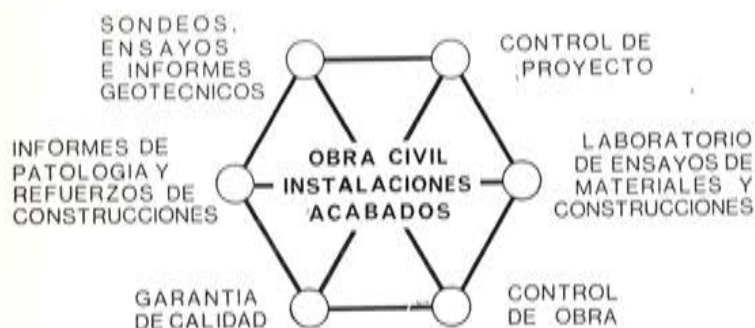 SONDEOS,
ENSAYOS
E INFORMES
GEOTECNICOS
CONTROL DE
PROYECTO
INFORMES DE
PATOLOGIA Y
REFUERZOS DE
CONSTRUCCIONES
OBRA CIVIL
INSTALACIONES
ACABADOS
LABORATORIO
DE ENSAYOS DE
MATERIALES Y
CONSTRUCCIONES
GARANTIA
DE CALIDAD
CONTROL
DE OBRA